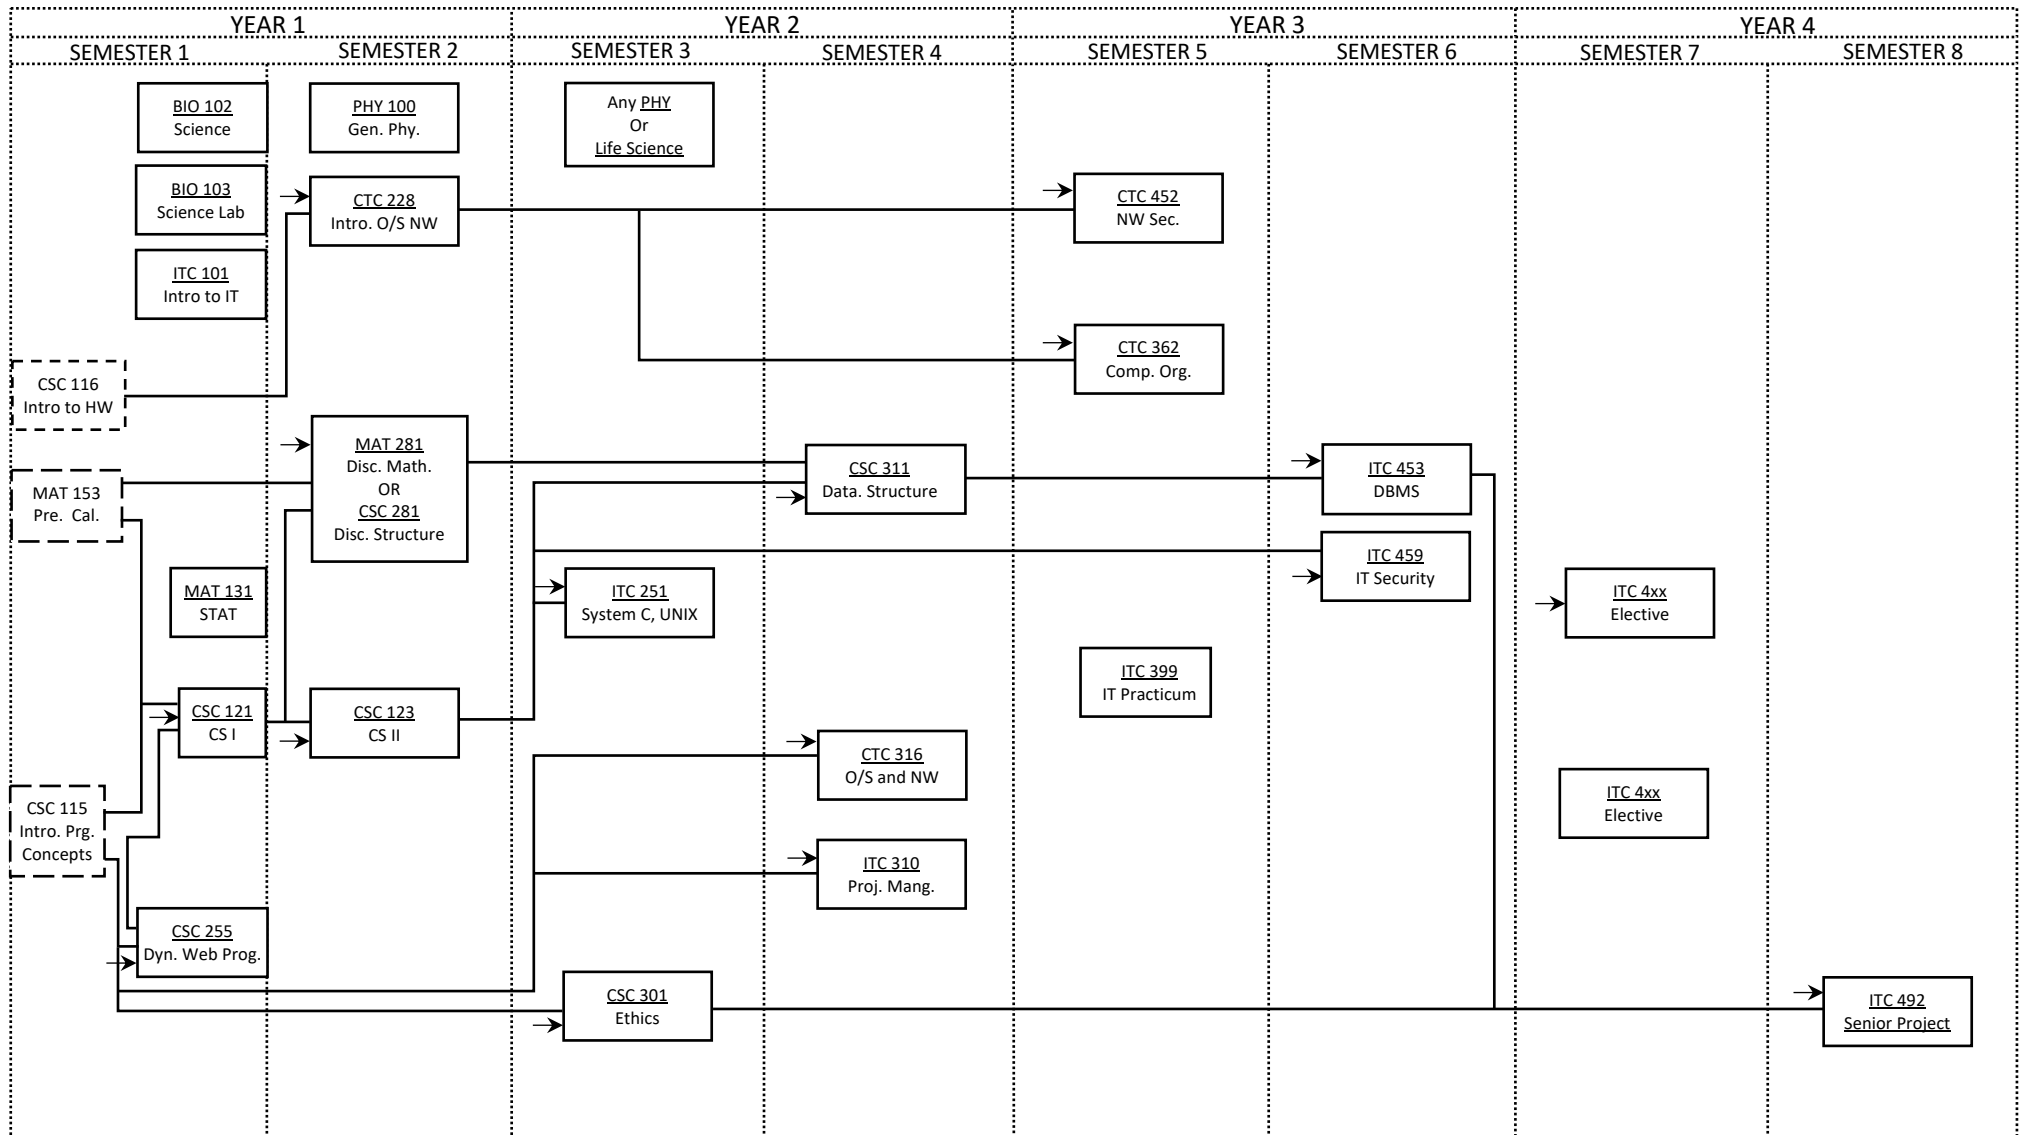 YEAR 1
YEAR 2
YEAR 3
YEAR 4
SEMESTER 1
SEMESTER 2
SEMESTER 3
SEMESTER 4
SEMESTER 5
SEMESTER 6
SEMESTER 7
SEMESTER 8
BIO 102
Science
BIO 103
Science Lab
ITC 101
Intro to IT
CSC 116
Intro to HW
MAT 153
Pre. Cal.
MAT 131
STAT
CSC 121
CS I
CSC 115
Intro. Prg.
Concepts
CSC 255
Dyn. Web Prog.
PHY 100
Gen. Phy.
CTC 228
Intro. O/S NW
MAT 281
Disc. Math.
OR
CSC 281
Disc. Structure
CSC 123
CS II
Any PHY
Or
Life Science
ITC 251
System C, UNIX
CSC 301
Ethics
CSC 311
Data. Structure
CTC 316
O/S and NW
ITC 310
Proj. Mang.
CTC 452
NW Sec.
CTC 362
Comp. Org.
ITC 399
IT Practicum
ITC 453
DBMS
ITC 459
IT Security
ITC 4xx
Elective
ITC 4xx
Elective
ITC 492
Senior Project